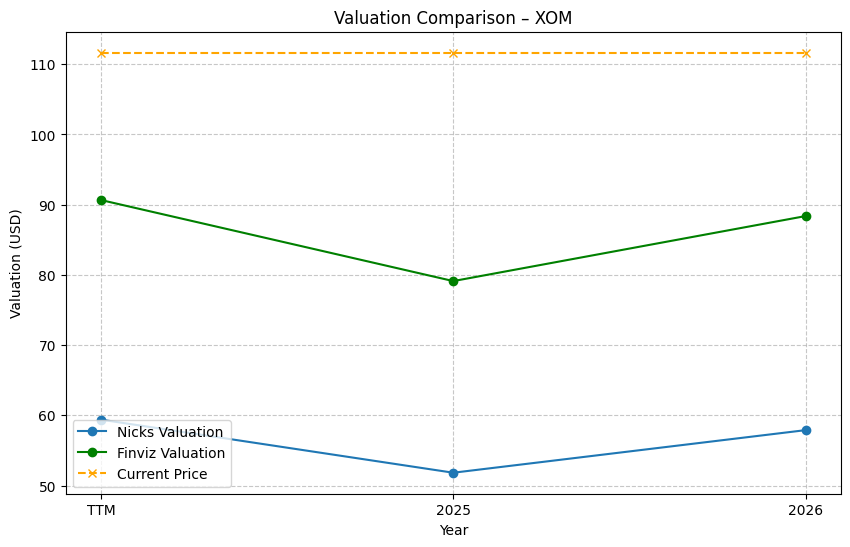 Valuation Comparison – XOM
Valuation (USD)
110
100
90
80
70
60
50
Nicks Valuation
Finviz Valuation
Current Price
TTM
2025
2026
Year